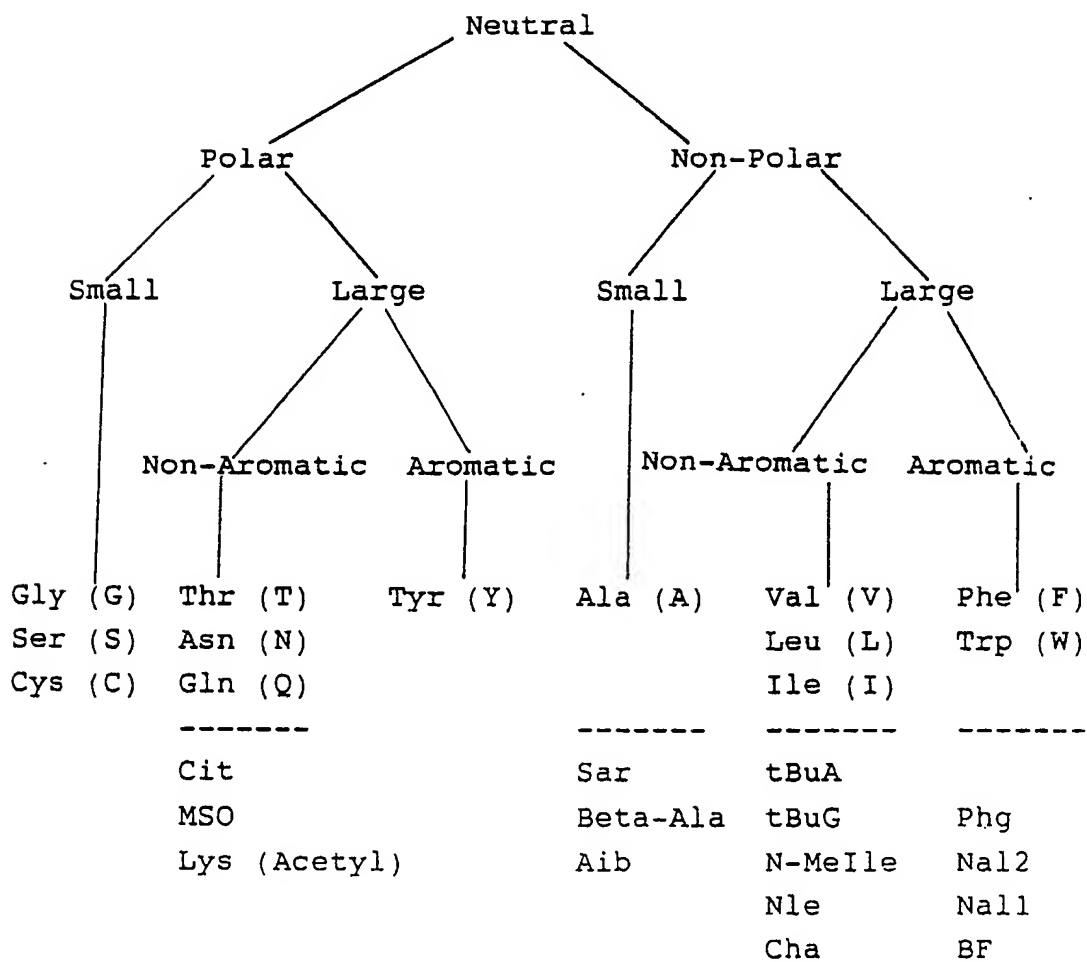 Neutral
Polar Non-Polar
Small Large Small Large
Non-Aromatic Aromatic Non-Aromatic Aromatic
Gly (G) Thr (T) Tyr (Y) Ala (A) Val (V) Phe (F)
Ser (S) Asn (N) Leu (L) Trp (W)
Cys (C) Gln (Q) Ile (I)
------- ------- ------- -------
Cit Sar tBuA
MSO Beta-Ala tBuG Phg
Lys (Acetyl) Aib N-MeIle Nal2
Nle Nal1
Cha BF